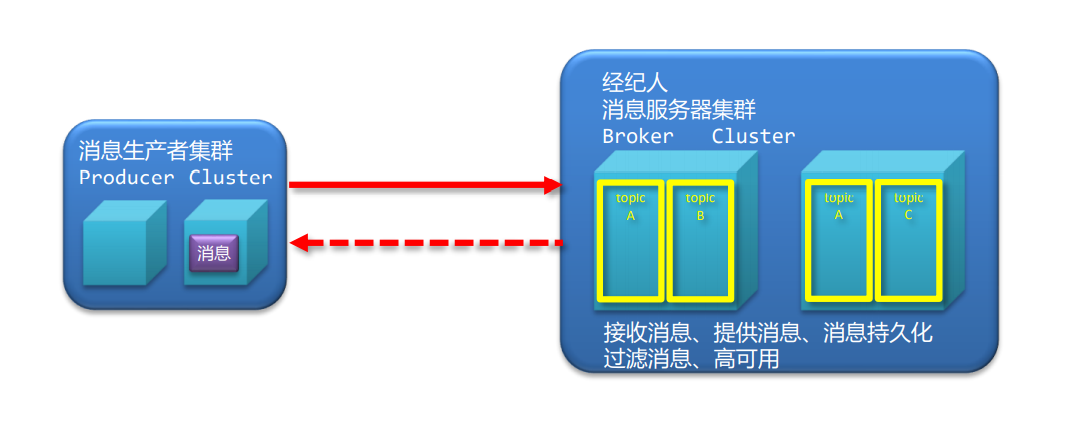 消息生产者集群
Producer Cluster
消息
经纪人
消息服务器集群
Broker Cluster
topic
A
topic
B
topic
A
topic
C
接收消息、提供消息、消息持久化
过滤消息、高可用